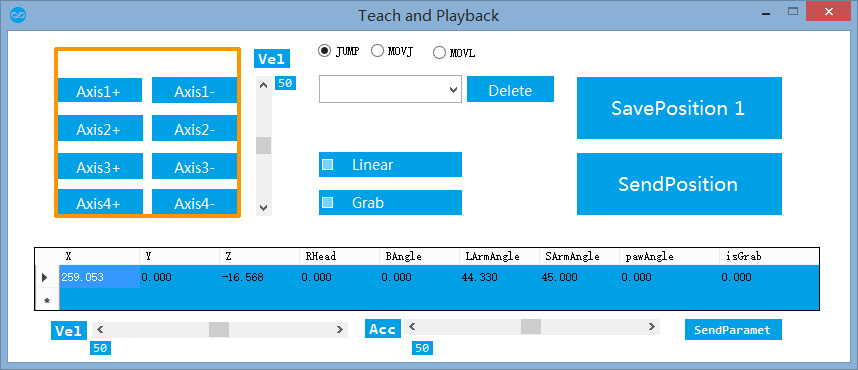 Teach and Playback
Vel
50
JUMP MOVJ MOVL
Axis1+ Axis1-
Axis2+ Axis2-
Axis3+ Axis3-
Axis4+ Axis4-
Delete
Linear
Grab
SavePosition 1
SendPosition
X Y Z RHead BAngle LArmAngle SArmAngle pawAngle isGrab
259.053 0.000 -16.568 0.000 0.000 44.330 45.000 0.000 0.000
Vel
50
Acc
50
SendParamet